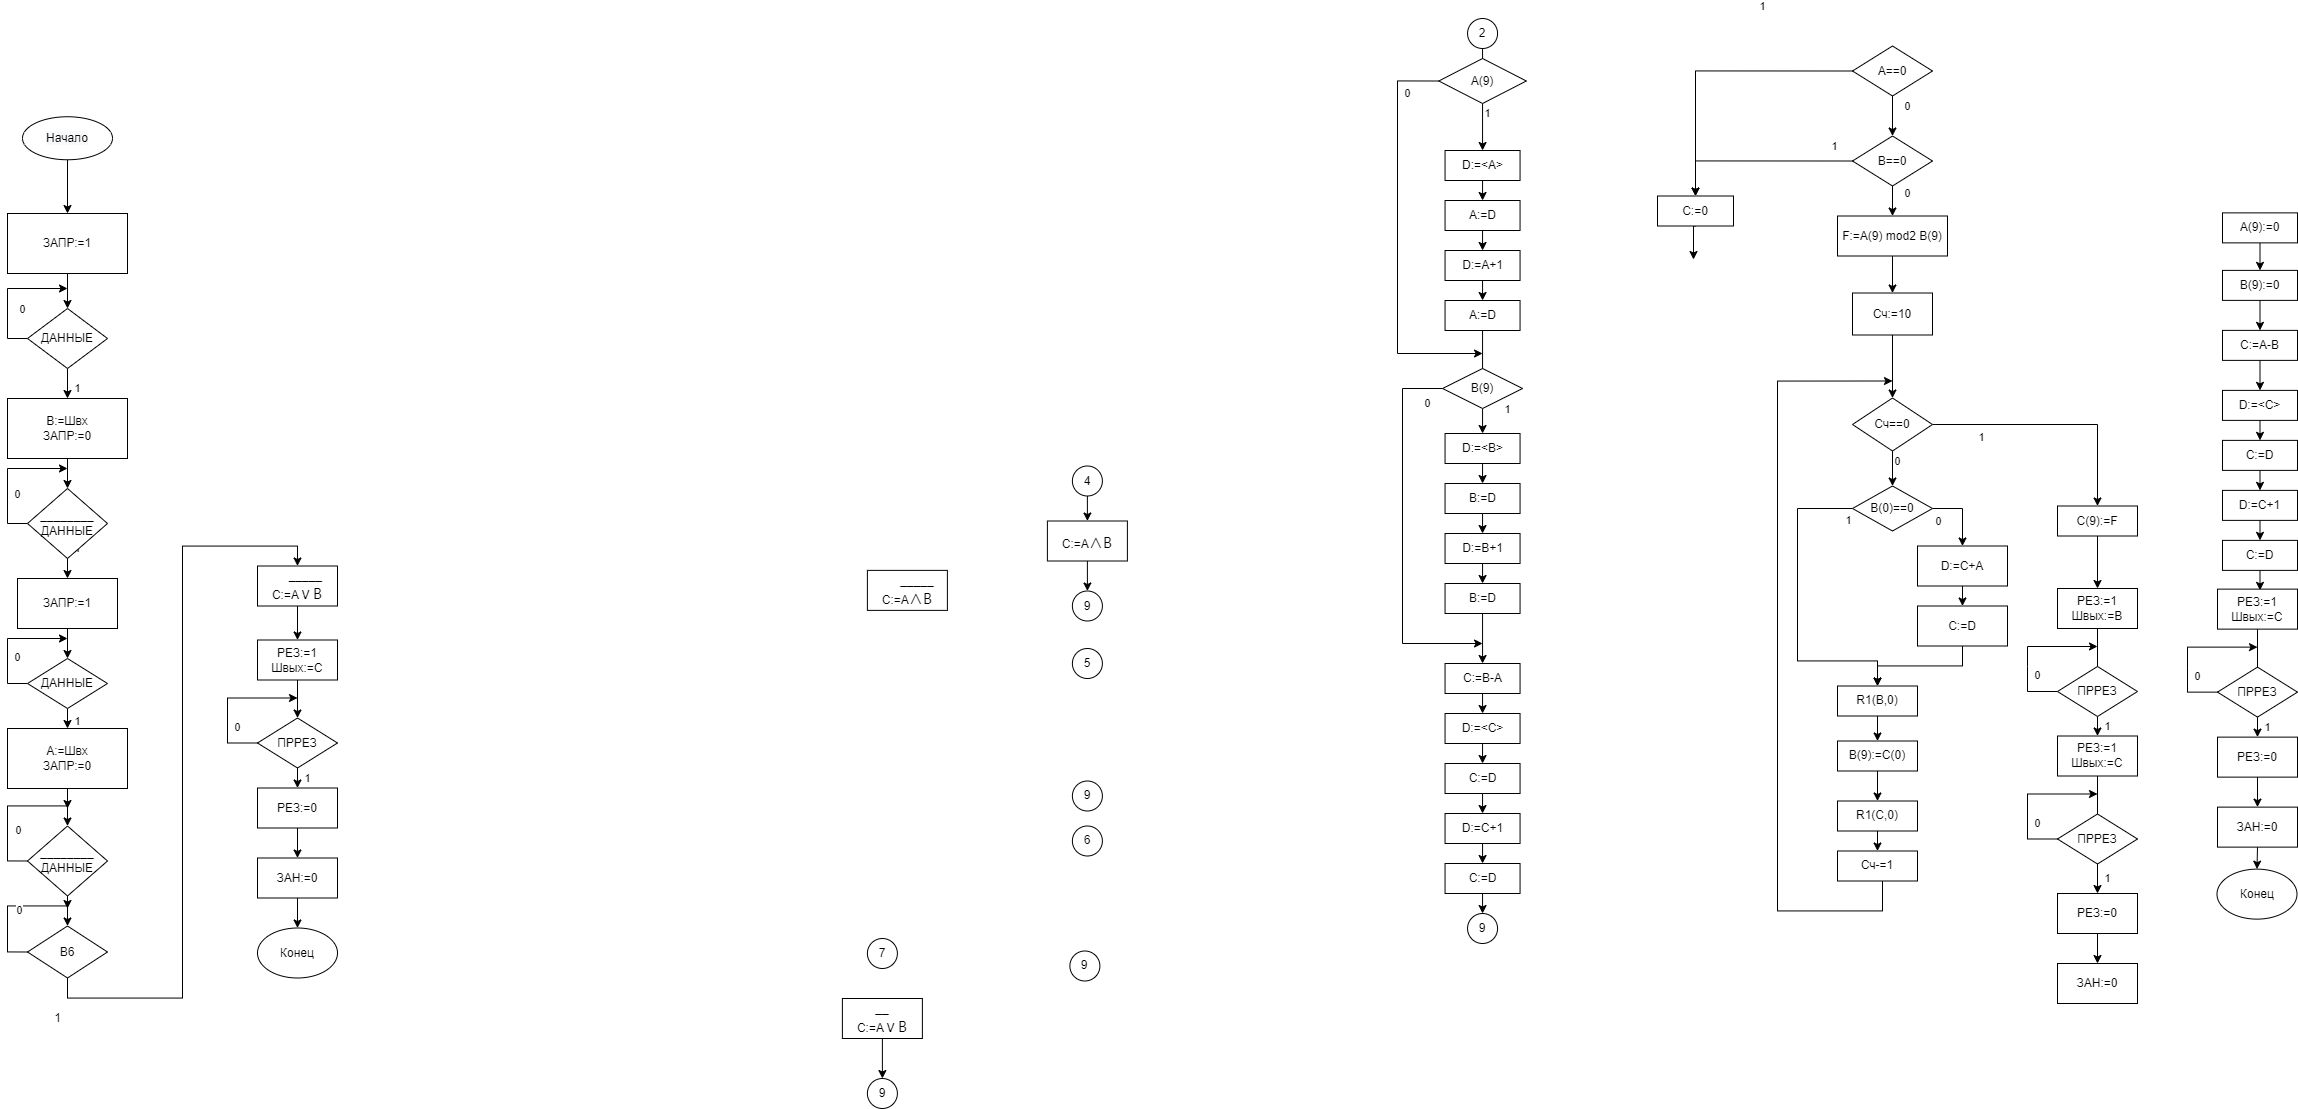 Начало
ЗАПР:=1
0
ДАННЫЕ
1
B:=Швх
ЗАПР:=0
0
ДАННЫЕ
ЗАПР:=1
0
ДАННЫЕ
1
A:=Швх
ЗАПР:=0
0
ДАННЫЕ
0
B6
1
C:=A V B
РЕЗ:=1
Швых:=C
0
ПРРЕЗ
1
РЕЗ:=0
ЗАН:=0
Конец
C:=A⋀B
7
C:=A V B
9
4
C:=A⋀B
9
5
9
6
9
2
A(9)
0
1
D:=<A>
A:=D
D:=A+1
A:=D
B(9)
0
1
D:=<B>
B:=D
D:=B+1
B:=D
C:=B-A
D:=<C>
C:=D
D:=C+1
C:=D
9
1
A==0
0
1
B==0
0
C:=0
F:=A(9) mod2 B(9)
Сч:=10
Сч==0
1
0
B(0)==0
1
0
D:=C+A
C:=D
R1(B,0)
B(9):=C(0)
R1(C,0)
Сч-=1
C(9):=F
РЕЗ:=1
Швых:=B
0
ПРРЕЗ
1
РЕЗ:=1
Швых:=C
0
ПРРЕЗ
1
РЕЗ:=0
ЗАН:=0
A(9):=0
B(9):=0
C:=A-B
D:=<C>
C:=D
D:=C+1
C:=D
РЕЗ:=1
Швых:=C
0
ПРРЕЗ
1
РЕЗ:=0
ЗАН:=0
Конец